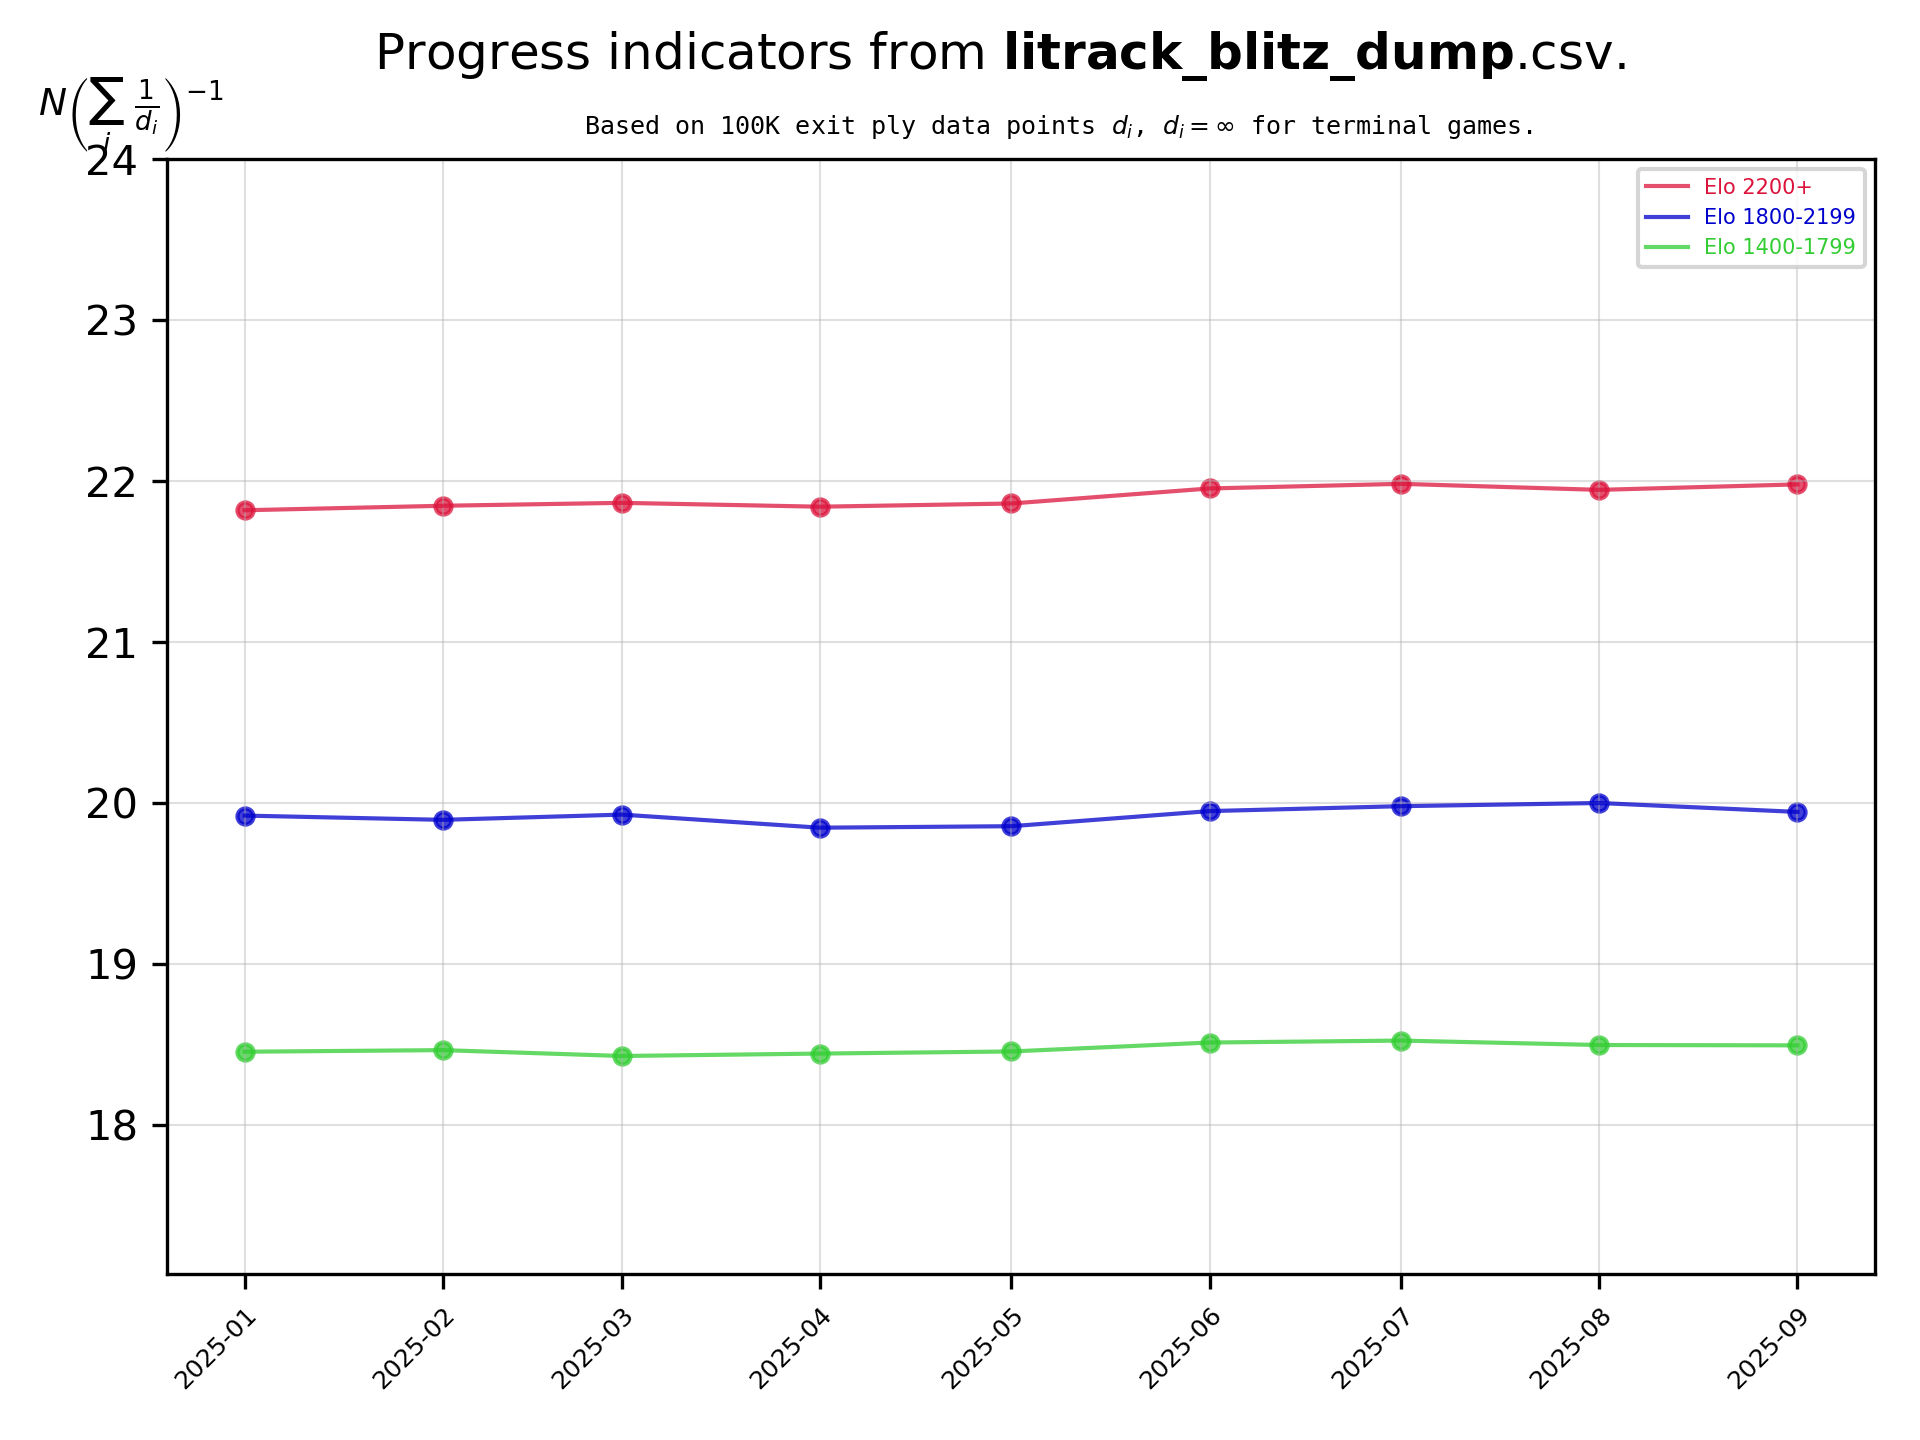 Progress indicators from litrack_blitz_dump.csv.
N(∑_i 1/d_i)^{-1}
Based on 100K exit ply data points d_i, d_i = ∞ for terminal games.
24
23
22
21
20
19
18
Elo 2200+
Elo 1800-2199
Elo 1400-1799
2025-01
2025-02
2025-03
2025-04
2025-05
2025-06
2025-07
2025-08
2025-09